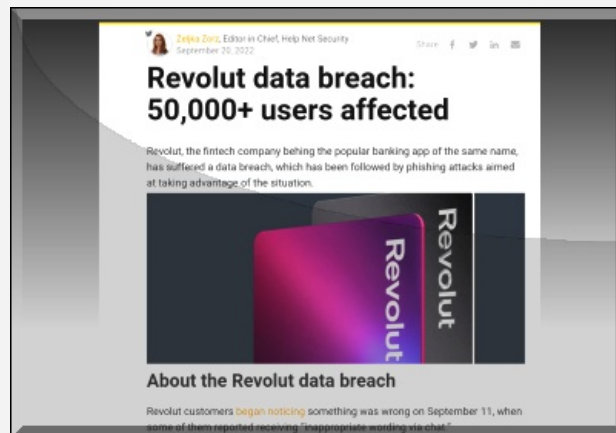 Zeljka Zorz, Editor in Chief, Help Net Security
September 20, 2022
Share
Revolut data breach:
50,000+ users affected
Revolut, the fintech company behing the popular banking app of the same name,
has suffered a data breach, which has been followed by phishing attacks aimed
at taking advantage of the situation.
Revolut
Revolut
About the Revolut data breach
Revolut customers began noticing something was wrong on September 11, when
some of them reported receiving "inappropriate wording via chat."